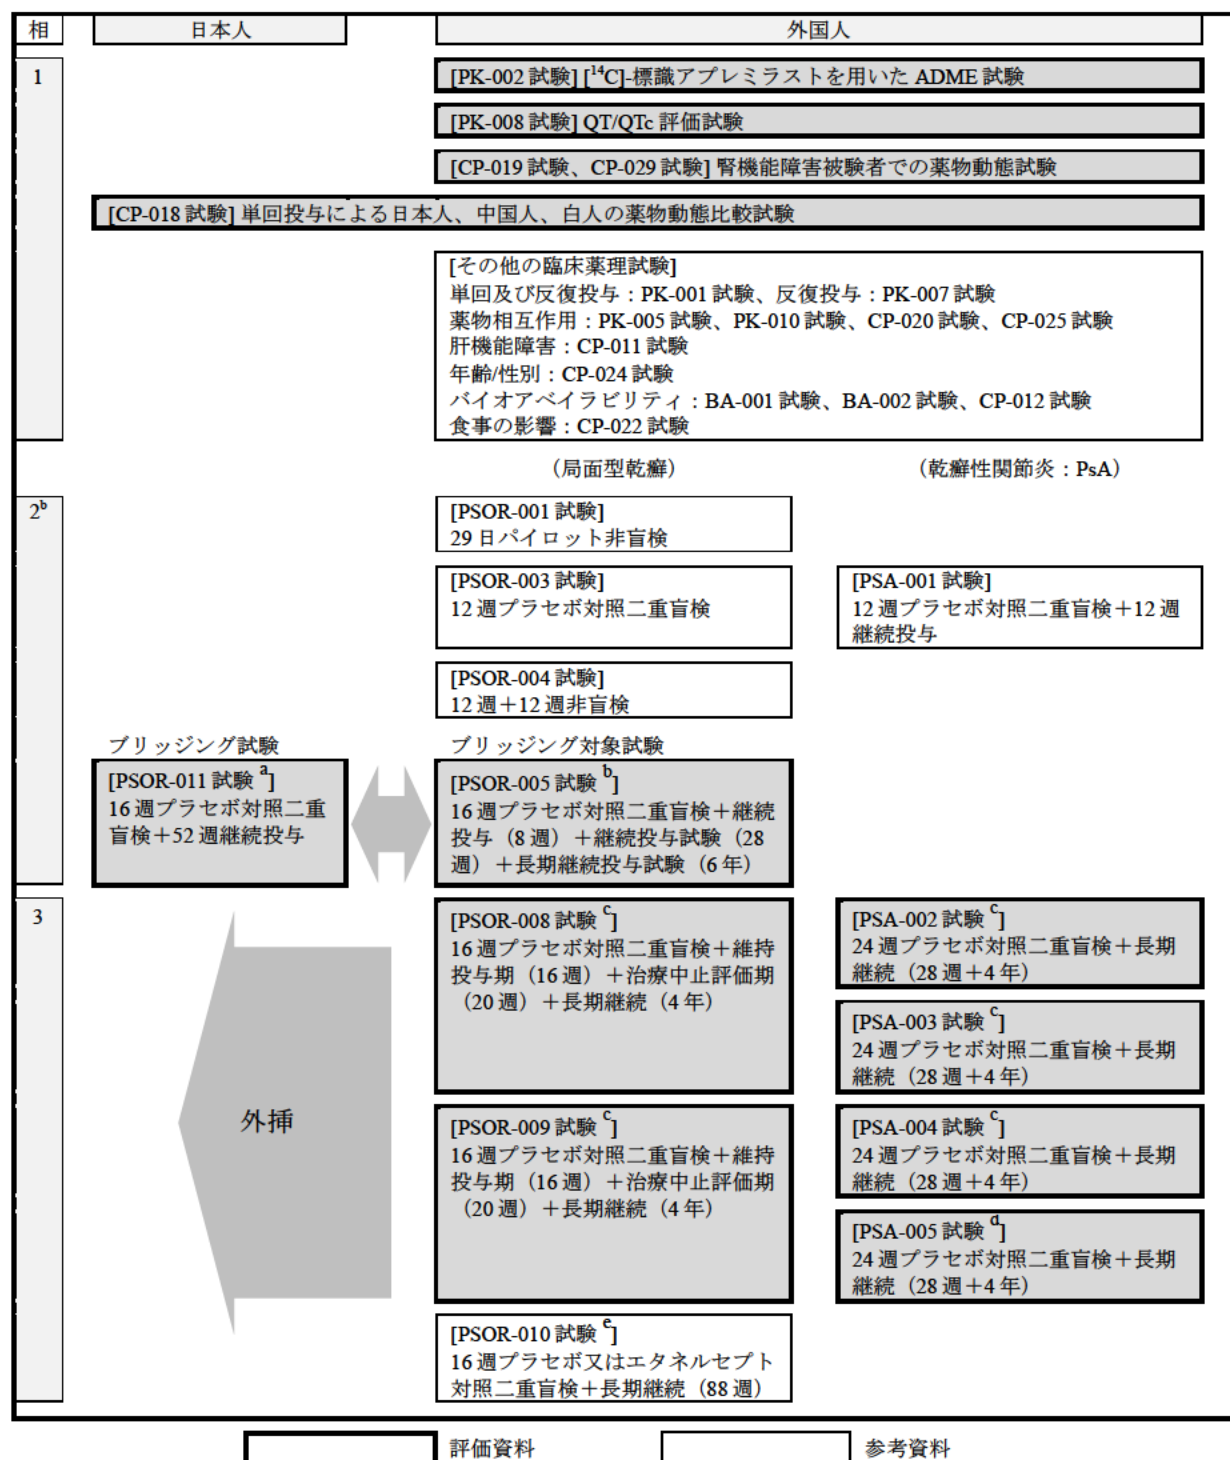 相 日本人 外国人
1
[PK-002 試験] [¹⁴C]-標識アプレミラストを用いた ADME 試験
[PK-008 試験] QT/QTc 評価試験
[CP-019 試験、CP-029 試験] 腎機能障害被験者での薬物動態試験
[CP-018 試験] 単回投与による日本人、中国人、白人の薬物動態比較試験
[その他の臨床薬理試験]
単回及び反復投与：PK-001 試験、反復投与：PK-007 試験
薬物相互作用：PK-005 試験、PK-010 試験、CP-020 試験、CP-025 試験
肝機能障害：CP-011 試験
年齢/性別：CP-024 試験
バイオアベイラビリティ：BA-001 試験、BA-002 試験、CP-012 試験
食事の影響：CP-022 試験
（局面型乾癬） （乾癬性関節炎：PsA）
2ᵇ
[PSOR-001 試験]
29 日パイロット非盲検
[PSOR-003 試験]
12 週プラセボ対照二重盲検
[PSA-001 試験]
12 週プラセボ対照二重盲検＋12 週
継続投与
[PSOR-004 試験]
12 週＋12 週非盲検
ブリッジング試験
[PSOR-011 試験 ᵃ]
16 週プラセボ対照二重
盲検＋52 週継続投与
ブリッジング対象試験
[PSOR-005 試験 ᵇ]
16 週プラセボ対照二重盲検＋継続
投与（8 週）＋継続投与試験（28
週）＋長期継続投与試験（6 年）
3
外挿
[PSOR-008 試験 ᶜ]
16 週プラセボ対照二重盲検＋維持
投与期（16 週）＋治療中止評価期
（20 週）＋長期継続（4 年）
[PSA-002 試験 ᶜ]
24 週プラセボ対照二重盲検＋長期
継続（28 週＋4 年）
[PSA-003 試験 ᶜ]
24 週プラセボ対照二重盲検＋長期
継続（28 週＋4 年）
[PSOR-009 試験 ᶜ]
16 週プラセボ対照二重盲検＋維持
投与期（16 週）＋治療中止評価期
（20 週）＋長期継続（4 年）
[PSA-004 試験 ᶜ]
24 週プラセボ対照二重盲検＋長期
継続（28 週＋4 年）
[PSA-005 試験 ᵈ]
24 週プラセボ対照二重盲検＋長期
継続（28 週＋4 年）
[PSOR-010 試験 ᵉ]
16 週プラセボ又はエタネルセプト
対照二重盲検＋長期継続（88 週）
評価資料 参考資料